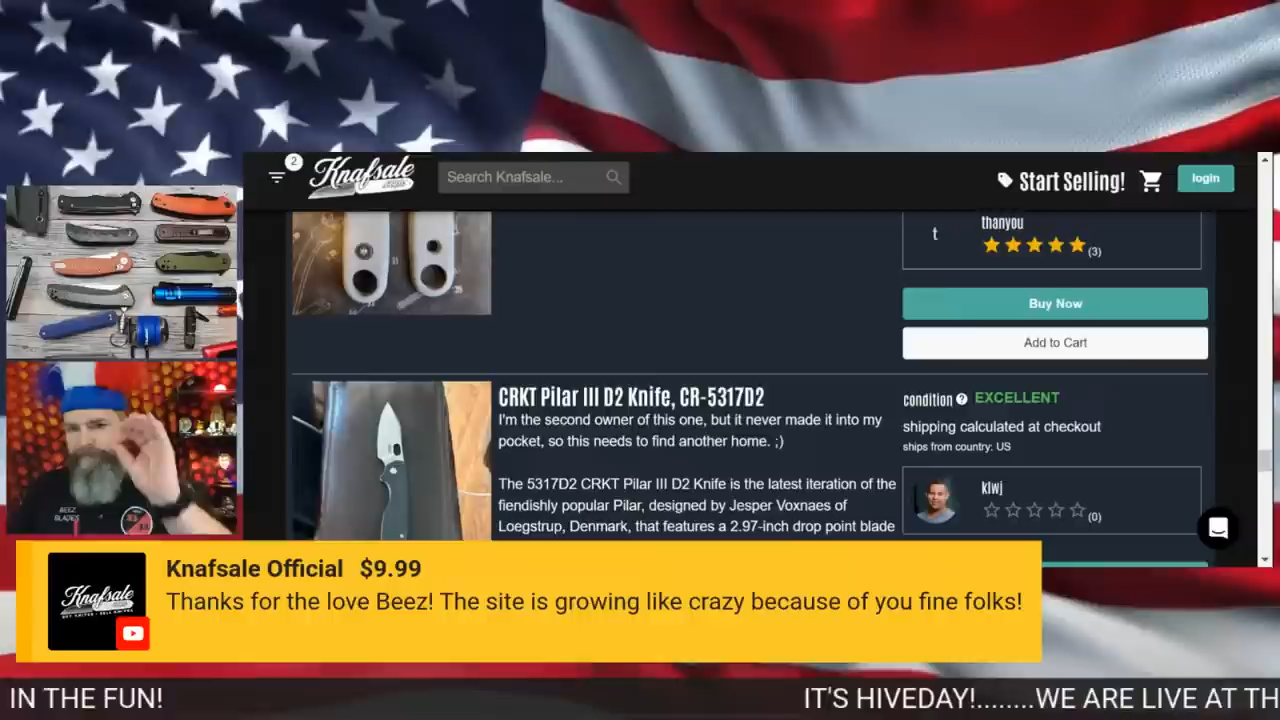 2
Knafsale
Search Knafsale...
Start Selling!
login
thanyou
t
(3)
Buy Now
Add to Cart
CRKT Pilar III D2 Knife, CR-5317D2
I'm the second owner of this one, but it never made it into my
pocket, so this needs to find another home. ;)
The 5317D2 CRKT Pilar III D2 Knife is the latest iteration of the
fiendishly popular Pilar, designed by Jesper Voxnaes of
Loegstrup, Denmark, that features a 2.97-inch drop point blade
condition EXCELLENT
shipping calculated at checkout
ships from country: US
klwj
(0)
BEEZ
BLADES
Knafsale
Knafsale Official $9.99
Thanks for the love Beez! The site is growing like crazy because of you fine folks!
IN THE FUN! IT'S HIVEDAY!........WE ARE LIVE AT TH